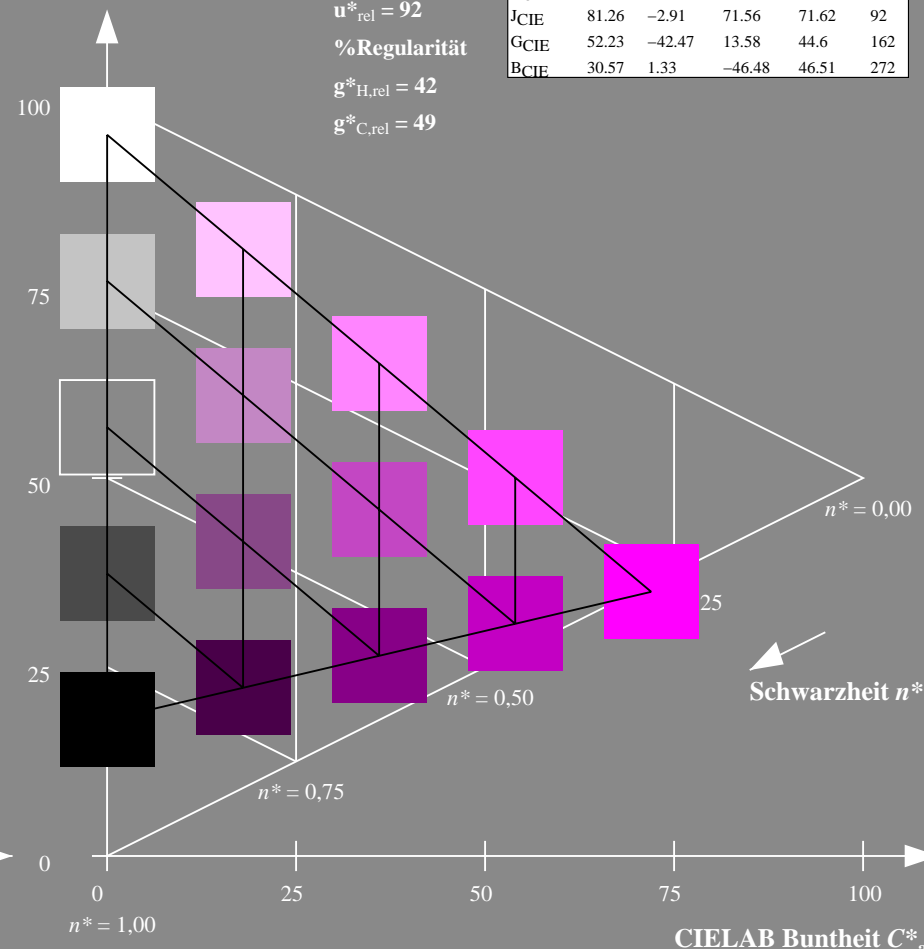 u*rel = 92
%Regularität
g*H,rel = 42
g*C,rel = 49
JCIE 81.26 −2.91 71.56 71.62 92
GCIE 52.23 −42.47 13.58 44.6 162
BCIE 30.57 1.33 −46.48 46.51 272
100
75
50
n* = 0,00
25
25
Schwarzheit n*
n* = 0,50
n* = 0,75
0
0 25 50 75 100
n* = 1,00
CIELAB Buntheit C*